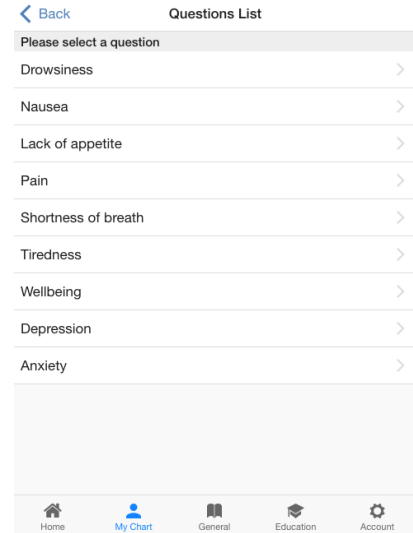 Back Questions List
Please select a question
Drowsiness
Nausea
Lack of appetite
Pain
Shortness of breath
Tiredness
Wellbeing
Depression
Anxiety
Home My Chart General Education Account